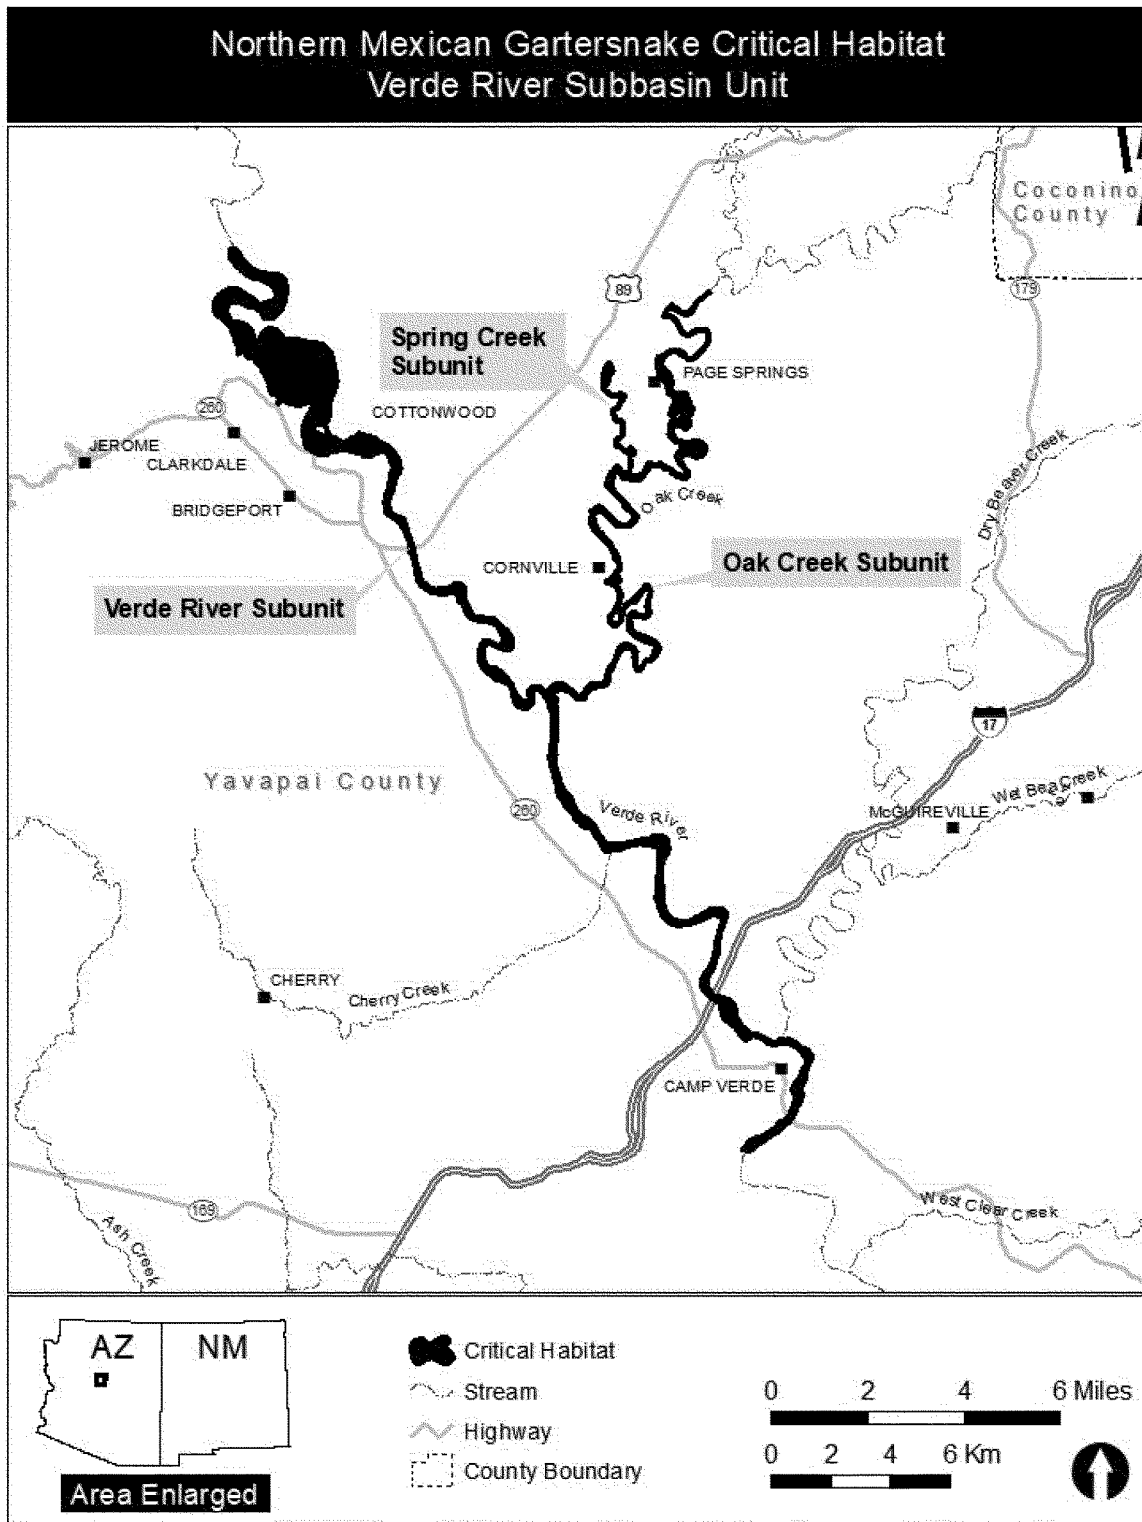 Northern Mexican Gartersnake Critical Habitat
Verde River Subbasin Unit
Coconino
County
89
179
Spring Creek
Subunit
PAGE SPRINGS
260
COTTONWOOD
JEROME
CLARKDALE
BRIDGEPORT
Oak Creek
Dry Beaver Creek
CORNVILLE
Oak Creek Subunit
Verde River Subunit
17
Yavapai County
260
Verde River
McGUIREVILLE
CHERRY
Cherry Creek
CAMP VERDE
169
Ash Creek
West Clear Creek
AZ
NM
Area Enlarged
Critical Habitat
Stream
Highway
County Boundary
0 2 4 6 Miles
0 2 4 6 Km